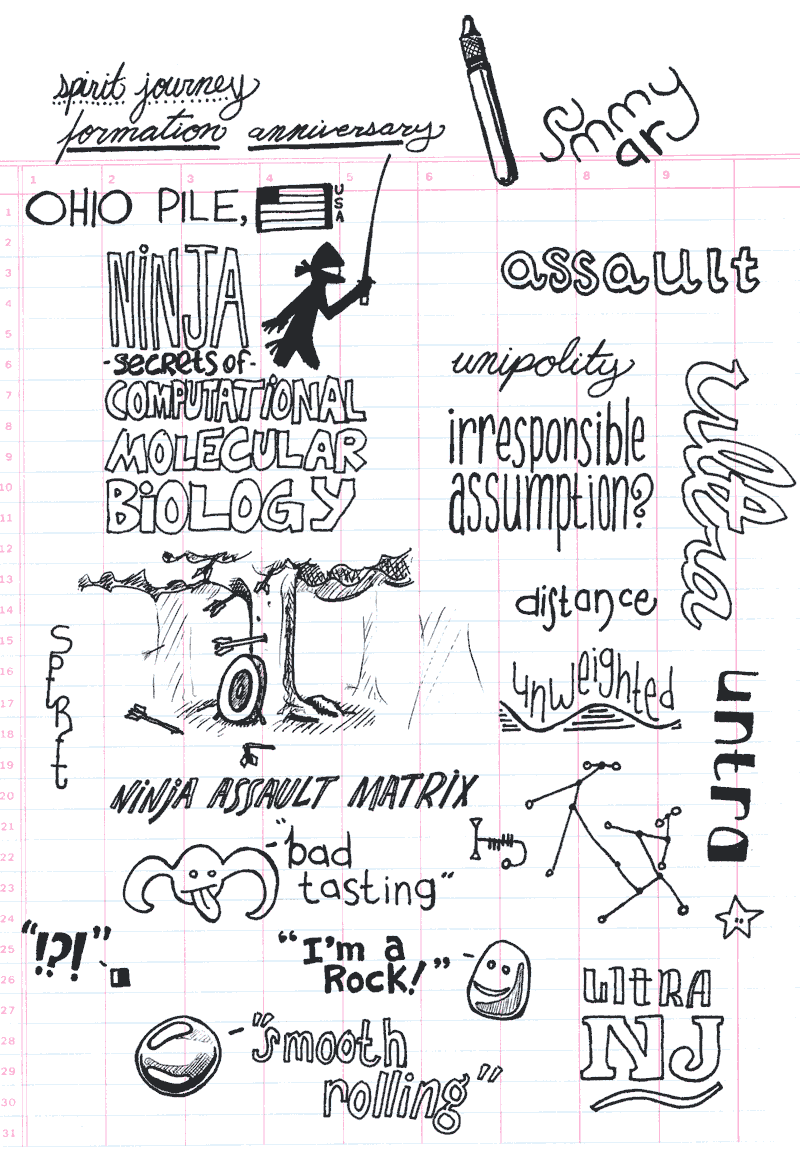 spirit journey
formation anniversary
summary
1 2 3 4 5 6 7 8 9
OHIO PILE,
USA
NiNJA
-secrets of-
COMPUTATiONAL
MOLECULAR
BiOLOGY
assault
unipolity
irresponsible
assumption?
ultra
distance
unweighted
SPiRit
untra
NiNJA ASSAULT MATRIX
"bad
tasting"
"!?!"
"I'm a
Rock!"
"smooth
rolling"
UltRA
NJ
1
2
3
4
5
6
7
8
9
10
11
12
13
14
15
16
17
18
19
20
21
22
23
24
25
26
27
28
29
30
31